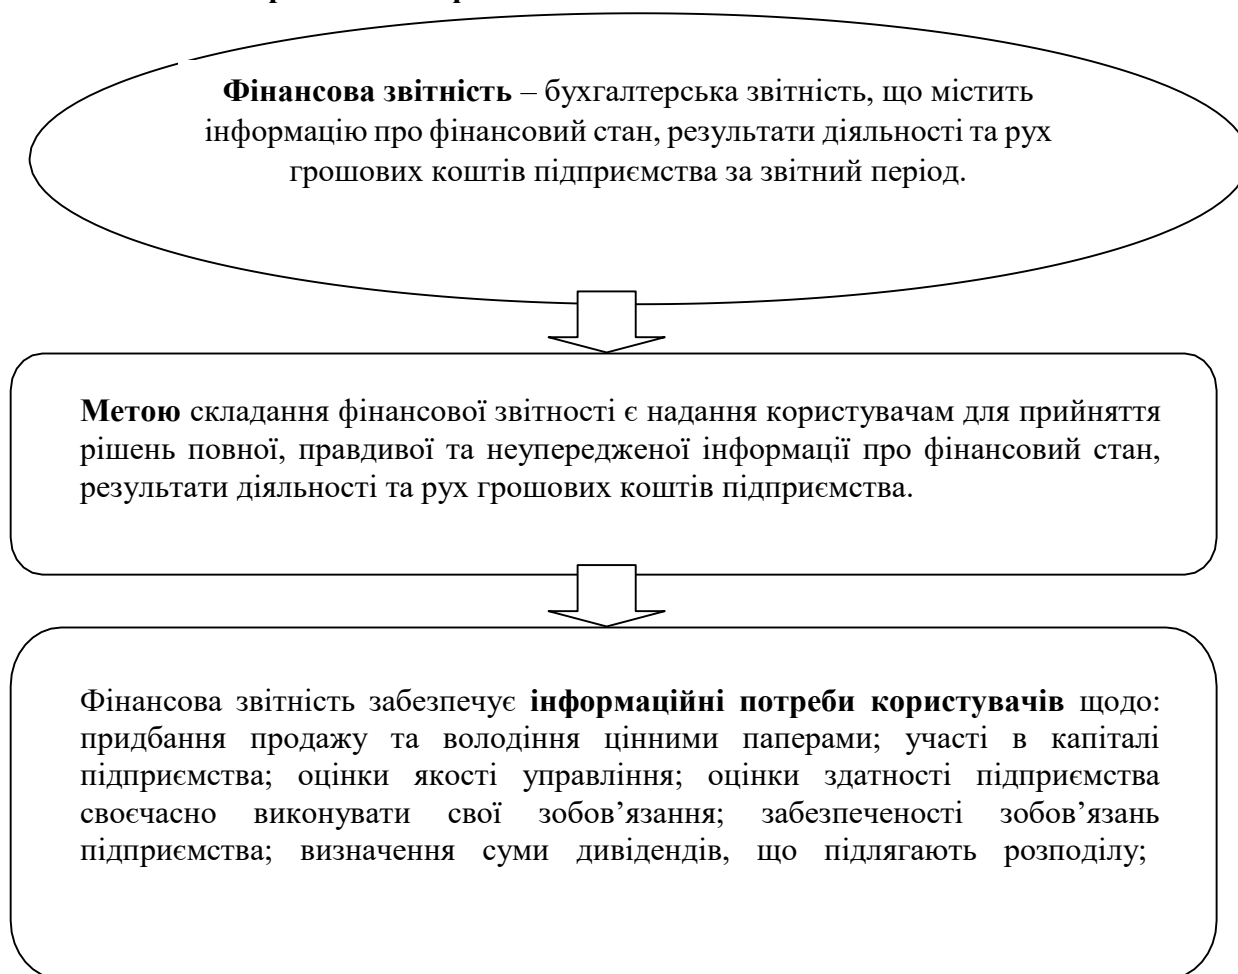 Фінансова звітність – бухгалтерська звітність, що містить
інформацію про фінансовий стан, результати діяльності та рух
грошових коштів підприємства за звітний період.
Метою складання фінансової звітності є надання користувачам для прийняття
рішень повної, правдивої та неупередженої інформації про фінансовий стан,
результати діяльності та рух грошових коштів підприємства.
Фінансова звітність забезпечує інформаційні потреби користувачів щодо:
придбання продажу та володіння цінними паперами; участі в капіталі
підприємства; оцінки якості управління; оцінки здатності підприємства
своєчасно виконувати свої зобов’язання; забезпеченості зобов’язань
підприємства; визначення суми дивідендів, що підлягають розподілу;